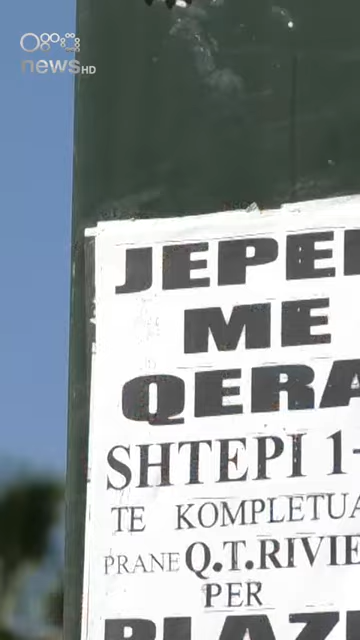 news HD
JEPE
ME
QERA
SHTEPI 1-
TE KOMPLETUA
PRANE Q.T.RIVIE
PER
PLAZ